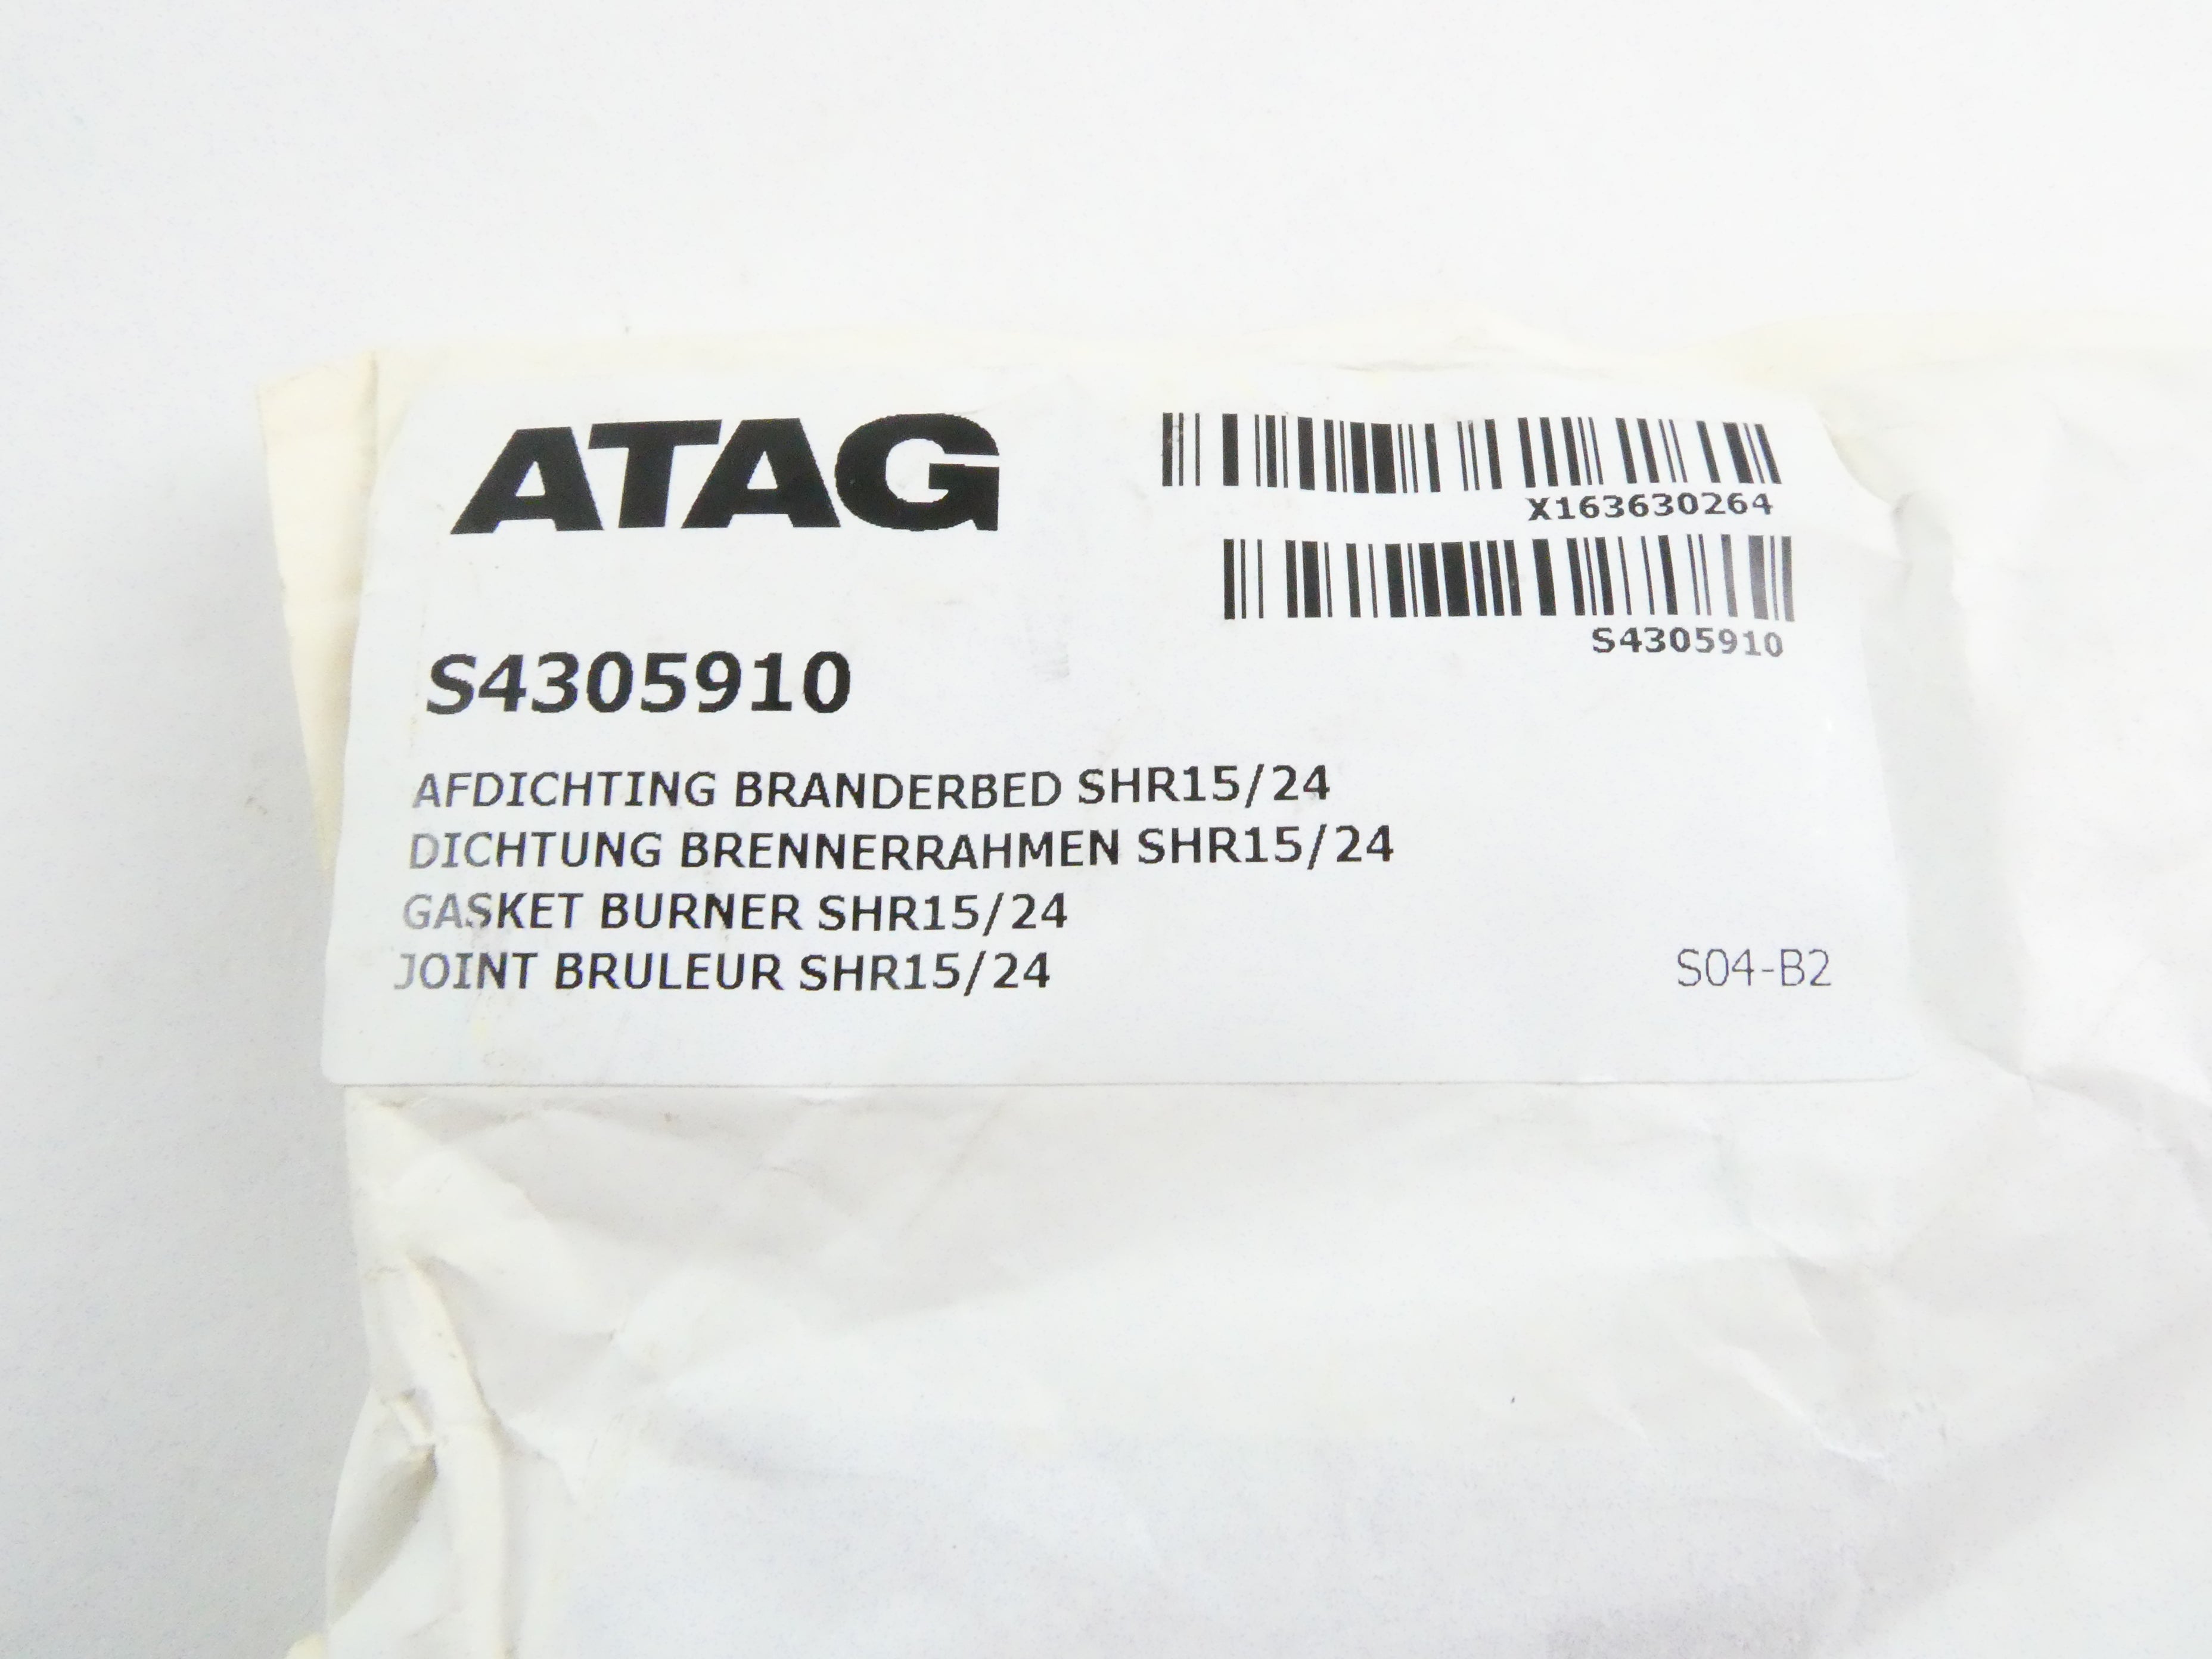 ATAG
X163630264
S4305910
S4305910
AFDICHTING BRANDERBED SHR15/24
DICHTUNG BRENNERRAHMEN SHR15/24
GASKET BURNER SHR15/24
JOINT BRULEUR SHR15/24
S04-B2